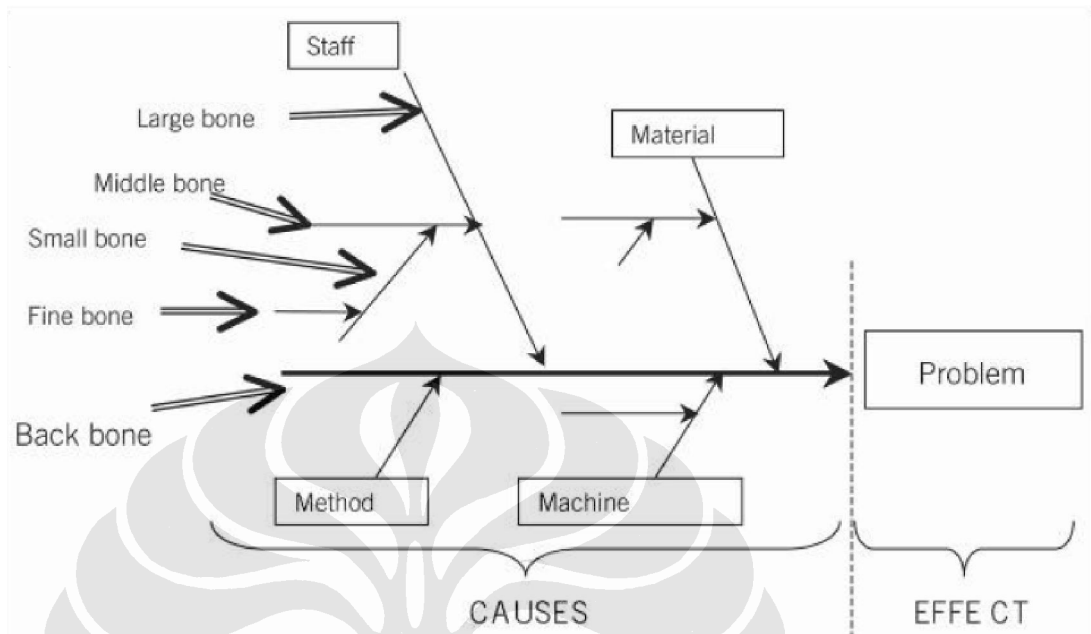 Staff
Large bone
Material
Middle bone
Small bone
Fine bone
Problem
Back bone
Method
Machine
CAUSES
EFFE CT